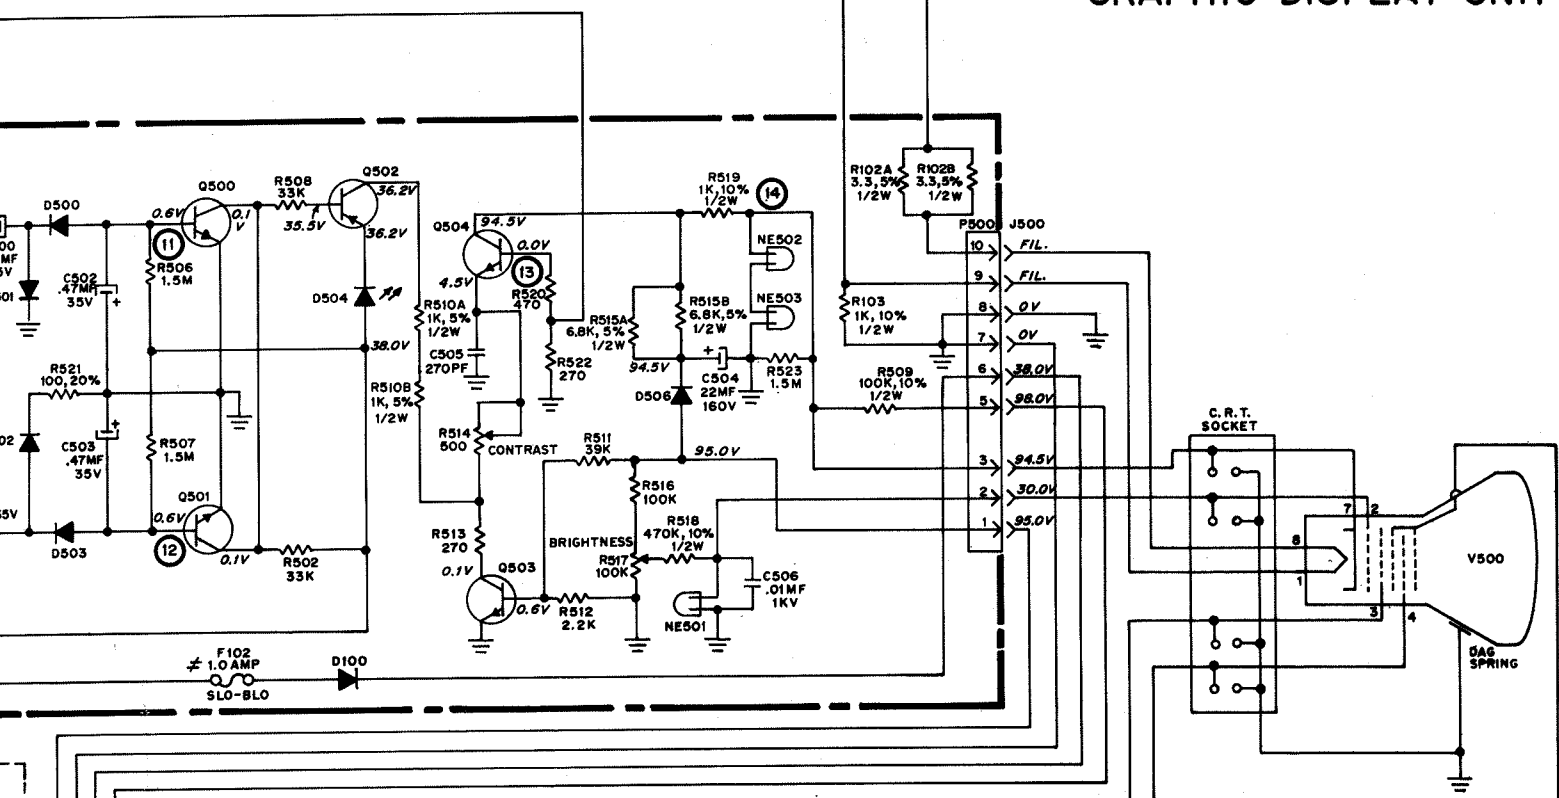 GRAPHIC DISPLAY UNIT
Q502
Q500
R508
33K
36.2V
R519
1K, 10%
1/2W
14
R102A
3.3, 5%
1/2W
R102B
3.3, 5%
1/2W
D500
0.6V
0.1
V
35.5V
36.2V
Q504
94.5V
P500
J500
11
R506
1.5M
0.0V
NE502
10
FIL.
C502
.47MF
35V
+
4.5V
13
R520
470
9
FIL.
D504
R510A
1K, 5%
1/2W
NE503
R515B
6.8K, 5%
1/2W
R515A
6.8K, 5%
1/2W
R103
1K, 10%
1/2W
8
0V
7
0V
38.0V
C505
270PF
R522
270
94.5V
+
C504
22MF
160V
R523
1.5M
6
38.0V
R521
100, 20%
R510B
1K, 5%
1/2W
D506
R509
100K, 10%
1/2W
5
98.0V
C.R.T.
SOCKET
+
C503
.47MF
35V
R507
1.5M
R514
500
CONTRAST
R511
39K
95.0V
3
94.5V
Q501
R516
100K
2
30.0V
0.6V
D503
12
0.1V
R502
33K
R513
270
BRIGHTNESS
R517
100K
R518
470K, 10%
1/2W
1
95.0V
7
2
8
1
3
4
V500
0.1V
Q503
0.6V
R512
2.2K
C506
.01MF
1KV
NE501
F102
≠ 1.0 AMP
SLO-BLO
D100
DAG
SPRING